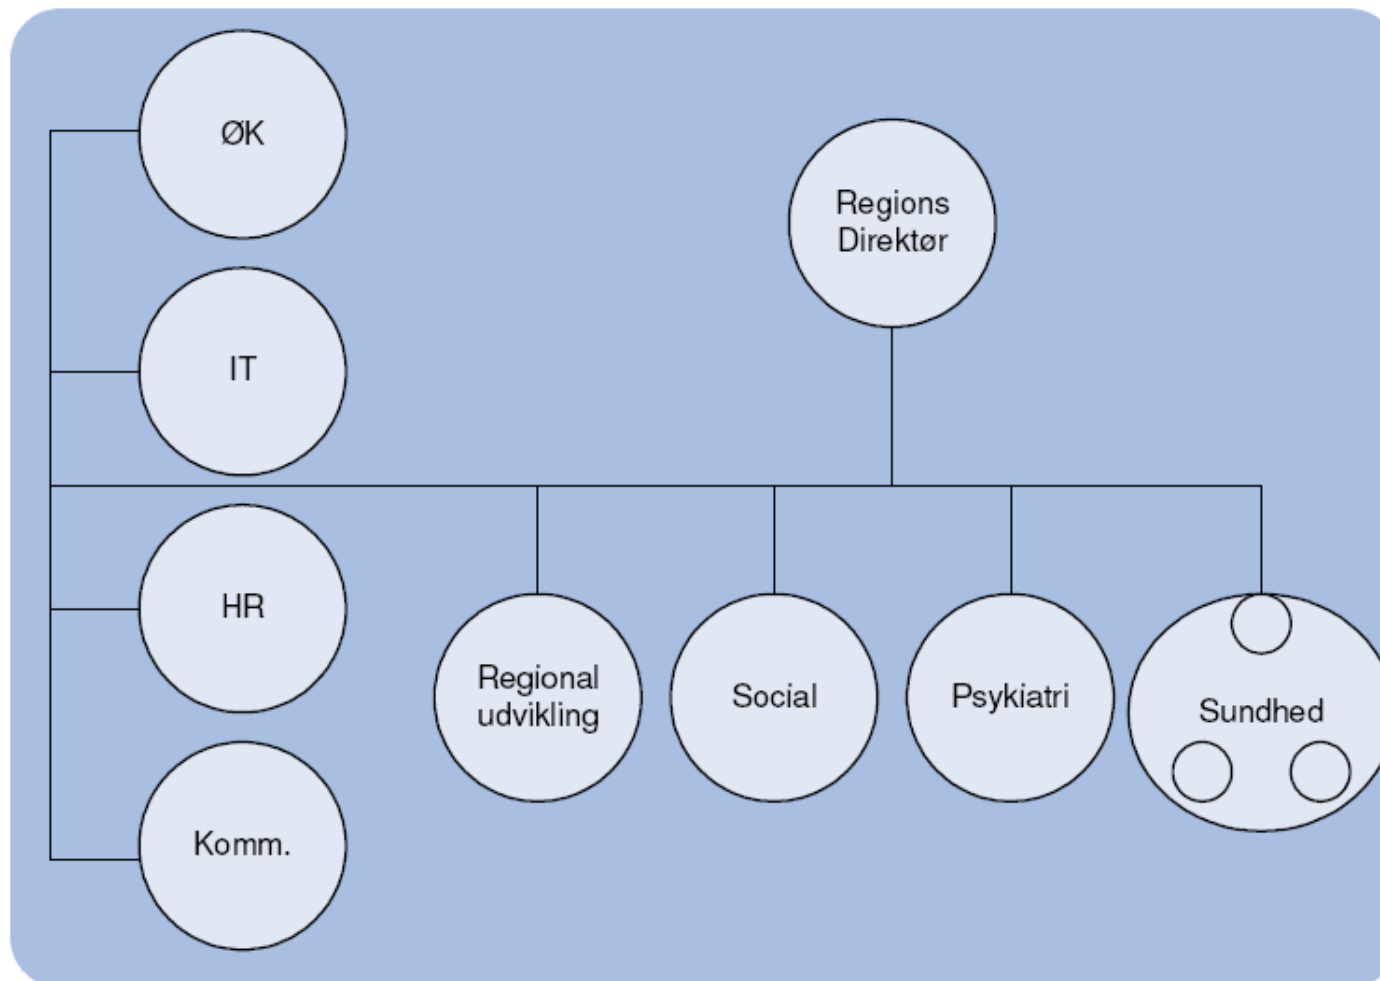 ØK
Regions
Direktør
IT
HR
Regional
udvikling
Social
Psykiatri
Sundhed
Komm.